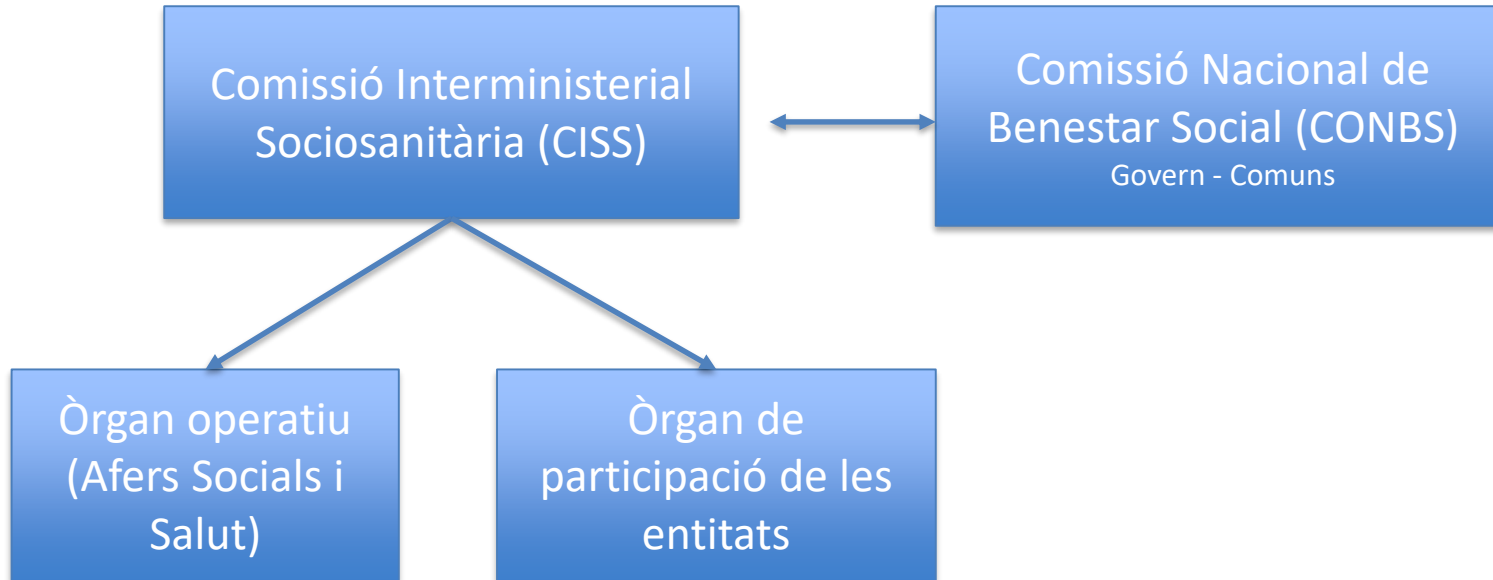 Comissió Interministerial
Sociosanitària (CISS)
Comissió Nacional de
Benestar Social (CONBS)
Govern - Comuns
Òrgan operatiu
(Afers Socials i
Salut)
Òrgan de
participació de les
entitats